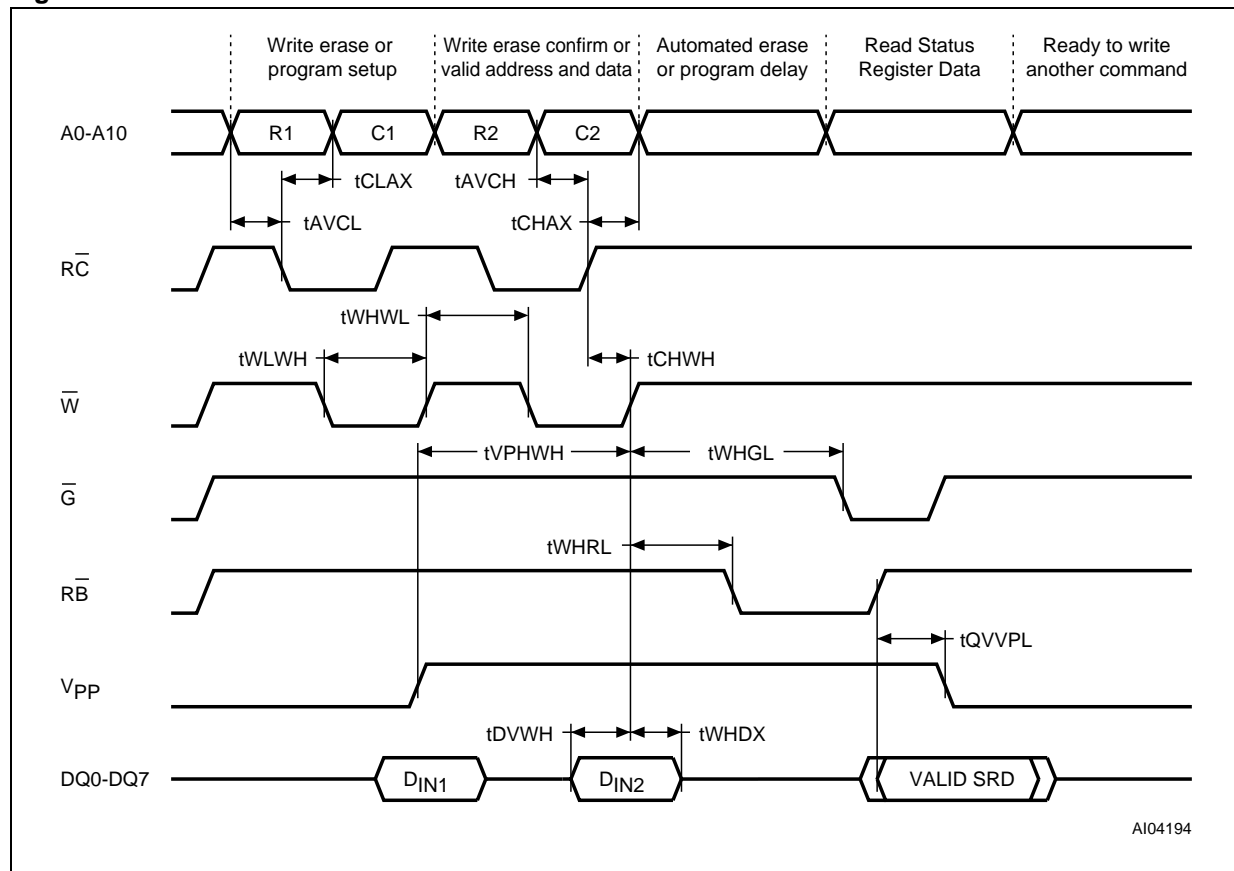 Write erase or program setup
Write erase confirm or valid address and data
Automated erase or program delay
Read Status Register Data
Ready to write another command
A0-A10
R1
C1
R2
C2
tCLAX
tAVCH
tAVCL
tCHAX
RC̅
tWHWL
tWLWH
tCHWH
W̅
tVPHWH
tWHGL
G̅
tWHRL
RB̅
tQVVPL
VPP
tDVWH
tWHDX
DQ0-DQ7
DIN1
DIN2
VALID SRD
AI04194